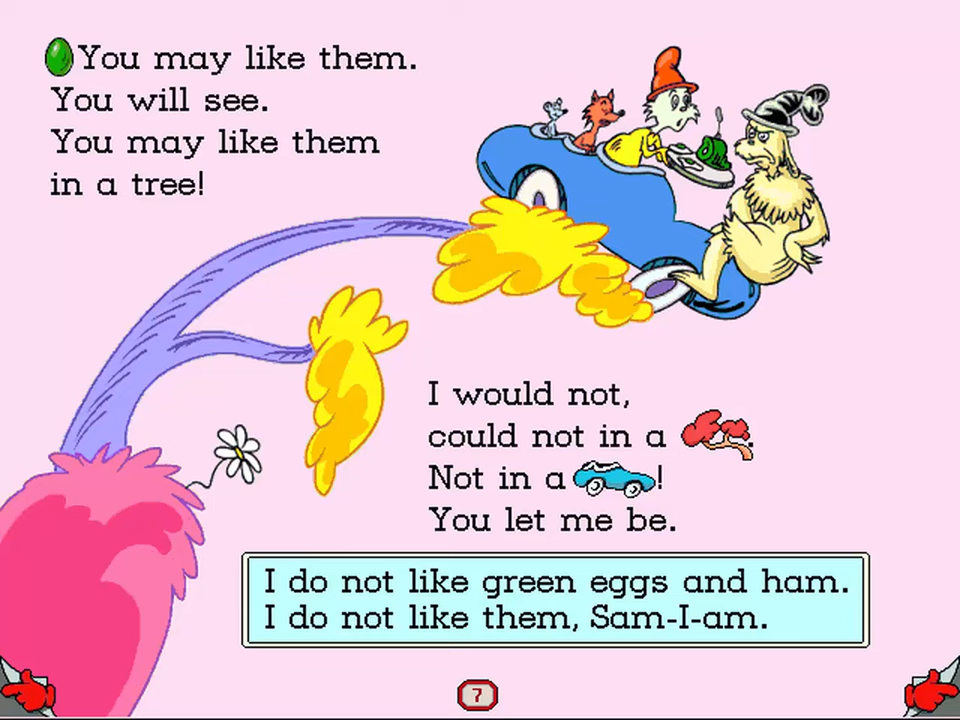 You may like them.
You will see.
You may like them
in a tree!
I would not,
could not in a .
Not in a !
You let me be.
I do not like green eggs and ham.
I do not like them, Sam-I-am.
7